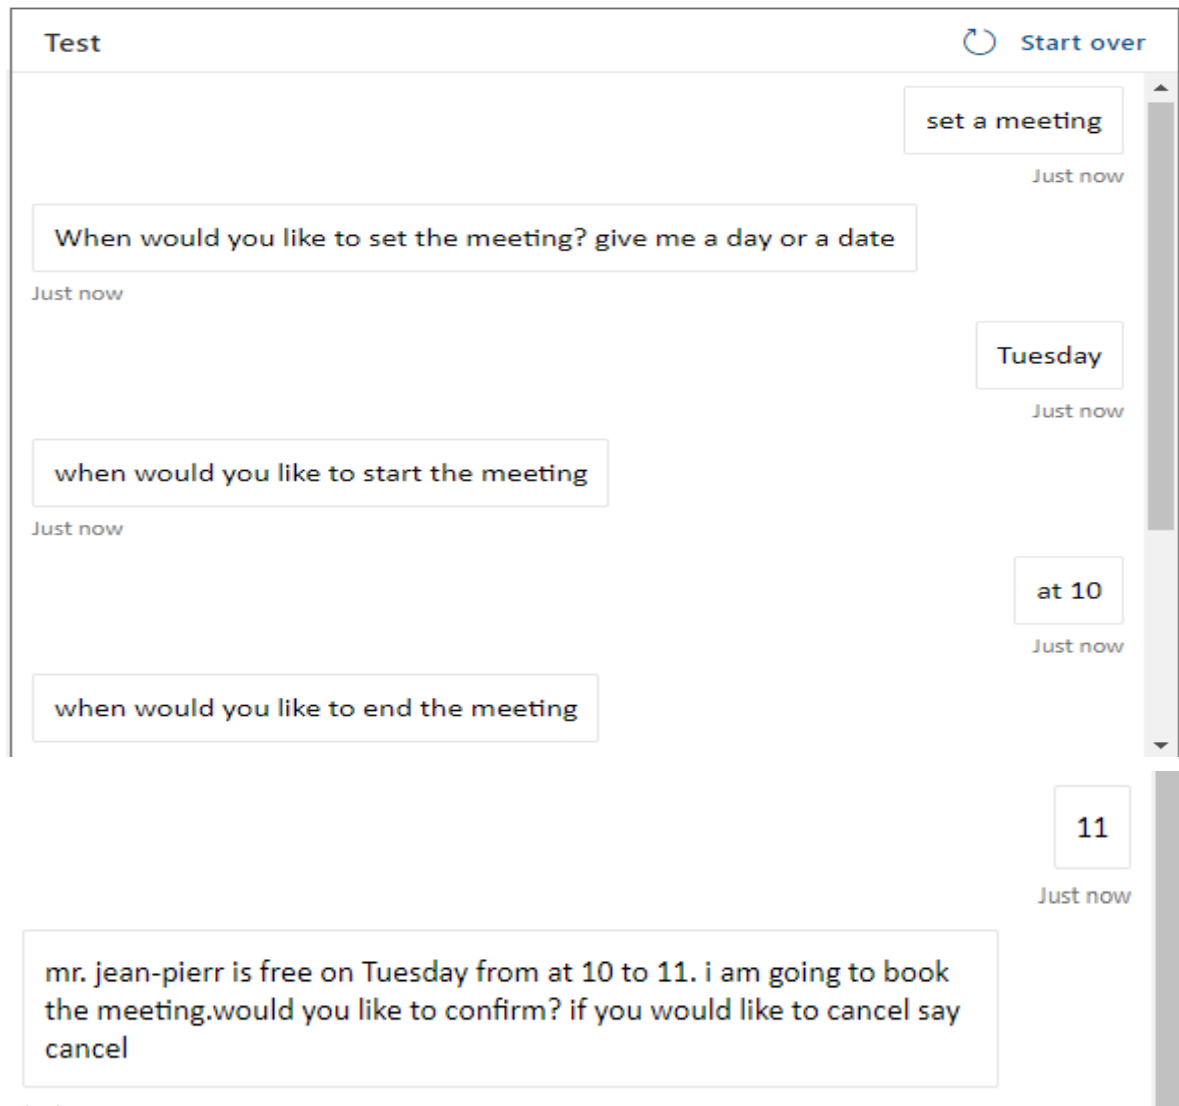 Test
Start over
set a meeting
Just now
When would you like to set the meeting? give me a day or a date
Just now
Tuesday
Just now
when would you like to start the meeting
Just now
at 10
Just now
when would you like to end the meeting
11
Just now
mr. jean-pierr is free on Tuesday from at 10 to 11. i am going to book
the meeting.would you like to confirm? if you would like to cancel say
cancel